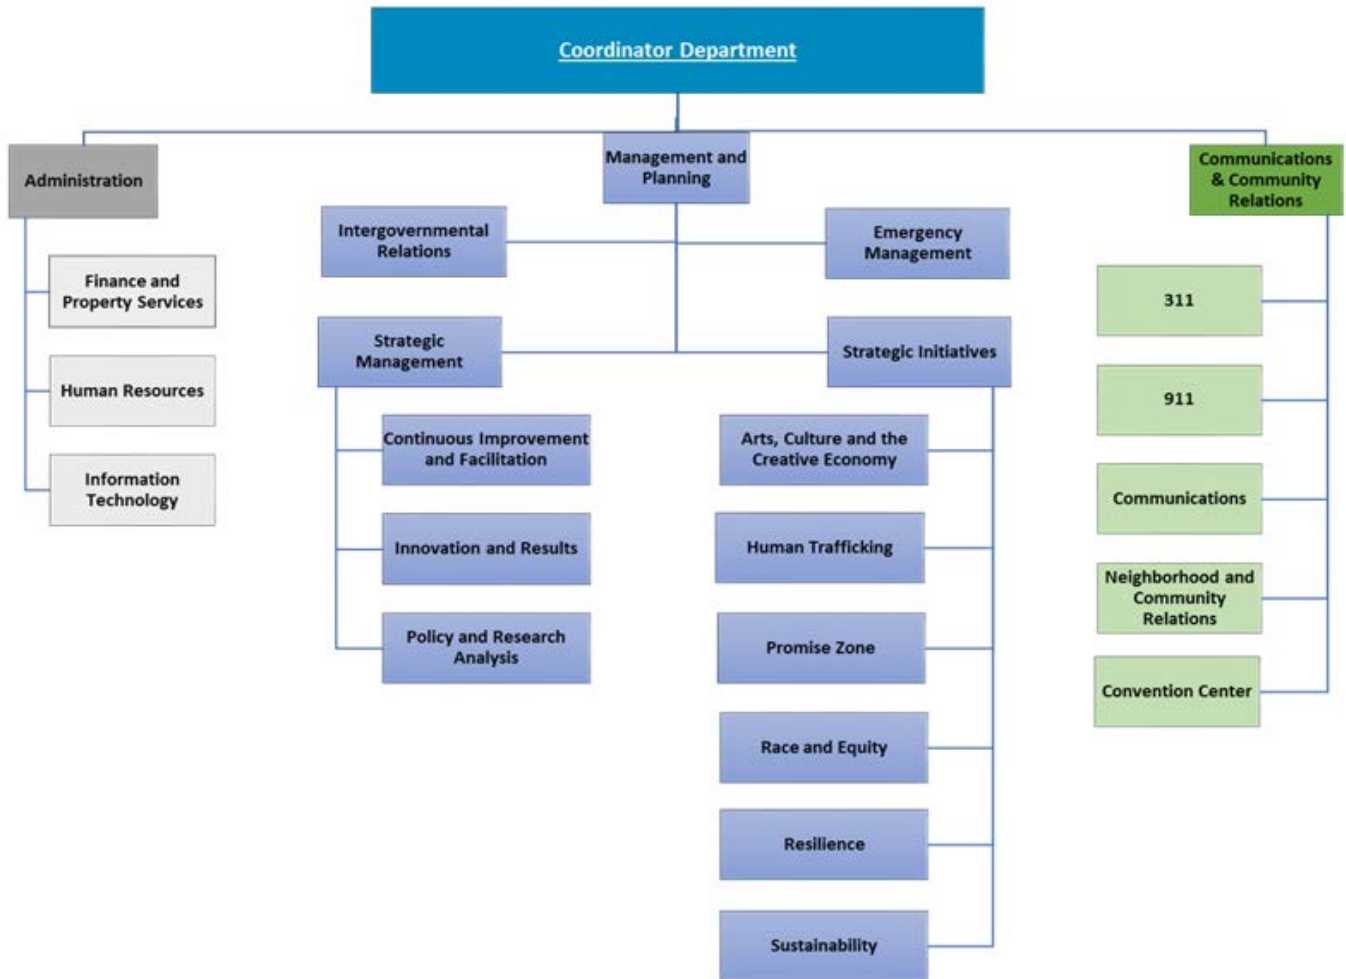 Coordinator Department
Administration
Finance and
Property Services
Human Resources
Information
Technology
Management and
Planning
Intergovernmental
Relations
Emergency
Management
Strategic
Management
Continuous Improvement
and Facilitation
Innovation and Results
Policy and Research
Analysis
Strategic Initiatives
Arts, Culture and the
Creative Economy
Human Trafficking
Promise Zone
Race and Equity
Resilience
Sustainability
Communications
& Community
Relations
311
911
Communications
Neighborhood and
Community
Relations
Convention Center